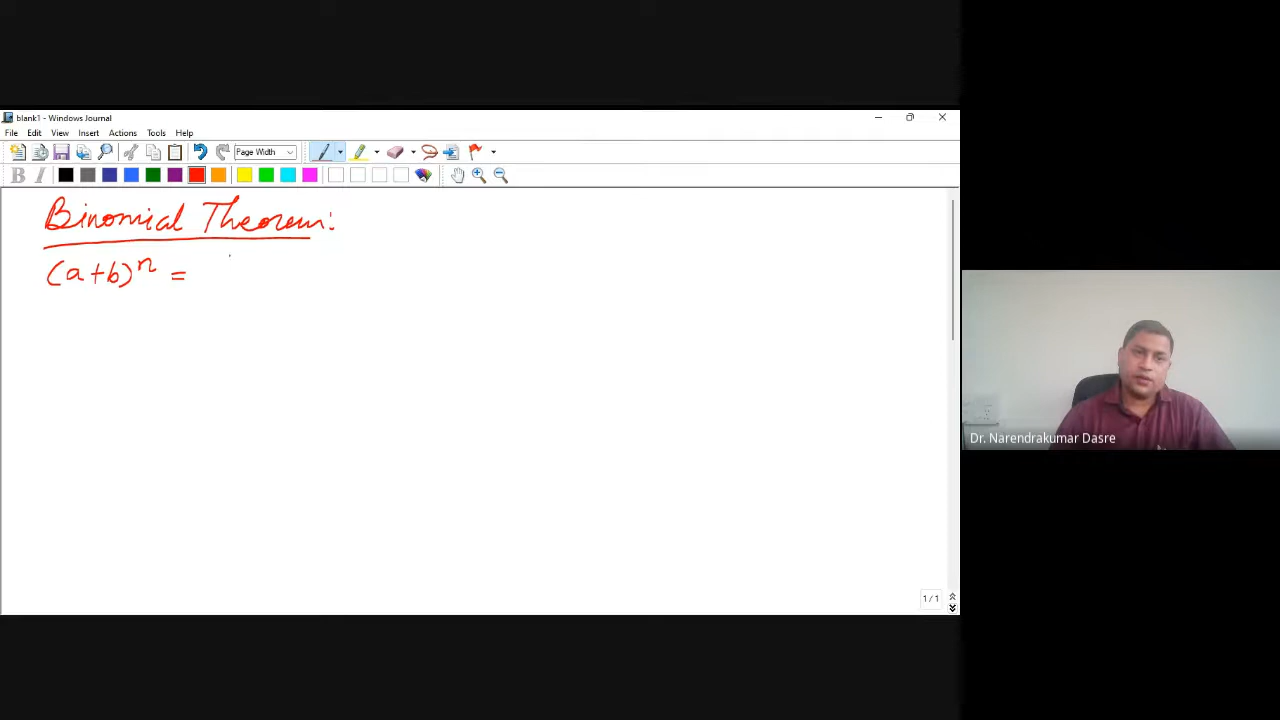 blank1 - Windows Journal
File Edit View Insert Actions Tools Help
Page Width
B I
Binomial Theorem:
(a+b)ⁿ =
Dr. Narendrakumar Dasre
1 / 1